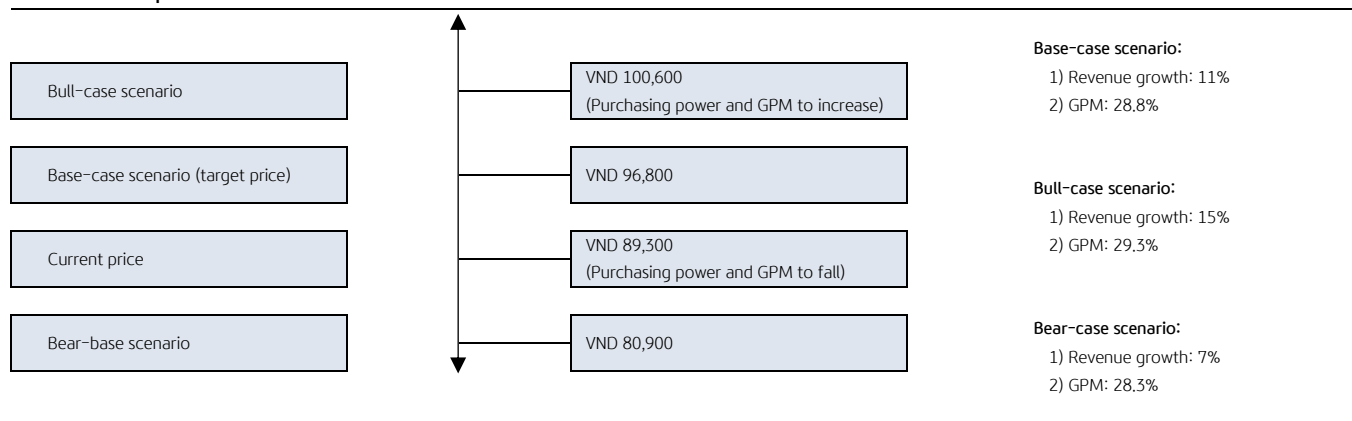 Bull-case scenario
VND 100,600
(Purchasing power and GPM to increase)
Base-case scenario (target price)
VND 96,800
Current price
VND 89,300
(Purchasing power and GPM to fall)
Bear-base scenario
VND 80,900
Base-case scenario:
1) Revenue growth: 11%
2) GPM: 28.8%
Bull-case scenario:
1) Revenue growth: 15%
2) GPM: 29.3%
Bear-case scenario:
1) Revenue growth: 7%
2) GPM: 28.3%